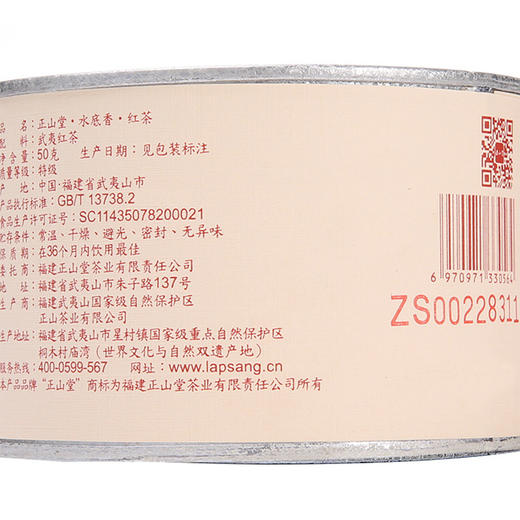 品 名：正山堂·水底香·红茶
配 料：武夷红茶
净含量：50克 生产日期：见包装标注
质量等级：特级
产 地：中国·福建省武夷山市
产品执行标准：GB/T 13738.2
食品生产许可证号：SC11435078200021
贮存条件：常温、干燥、避光、密封、无异味
保 质 期：在36个月内饮用最佳
委 托 商：福建正山堂茶业有限责任公司
地 址：福建省武夷山市朱子路137号
生 产 商：福建武夷山国家级自然保护区
正山茶业有限公司
生产地址：福建省武夷山市星村镇国家级重点自然保护区
桐木村庙湾（世界文化与自然双遗产地）
服务热线：400-0599-567 网址：www.lapsang.cn
本产品品牌“正山堂”商标为福建正山堂茶业有限责任公司所有
6 970971 330564
ZS00228311